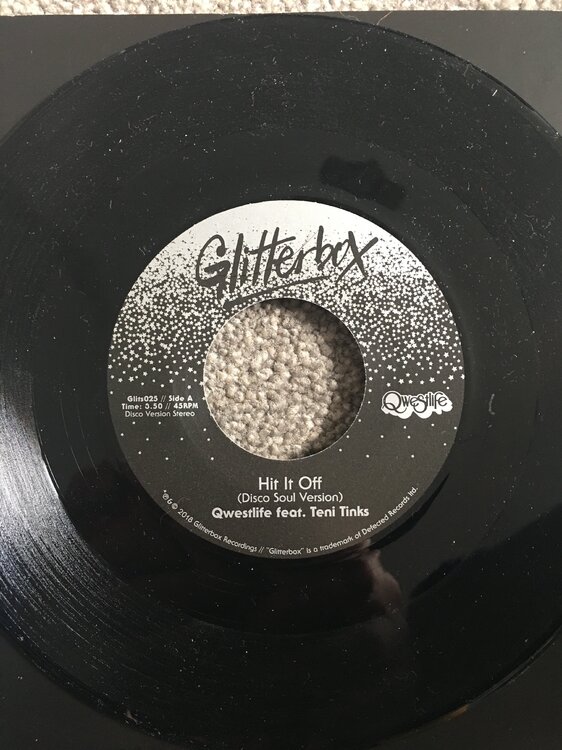 Glitterbox
Glits025 // Side A
Time: 3.50 // 45RPM
Disco Version Stereo
Qwestlife
Hit It Off
(Disco Soul Version)
Qwestlife feat. Teni Tinks
℗ & © 2018 Glitterbox Recordings // "Glitterbox" is a trademark of Defected Records ltd.